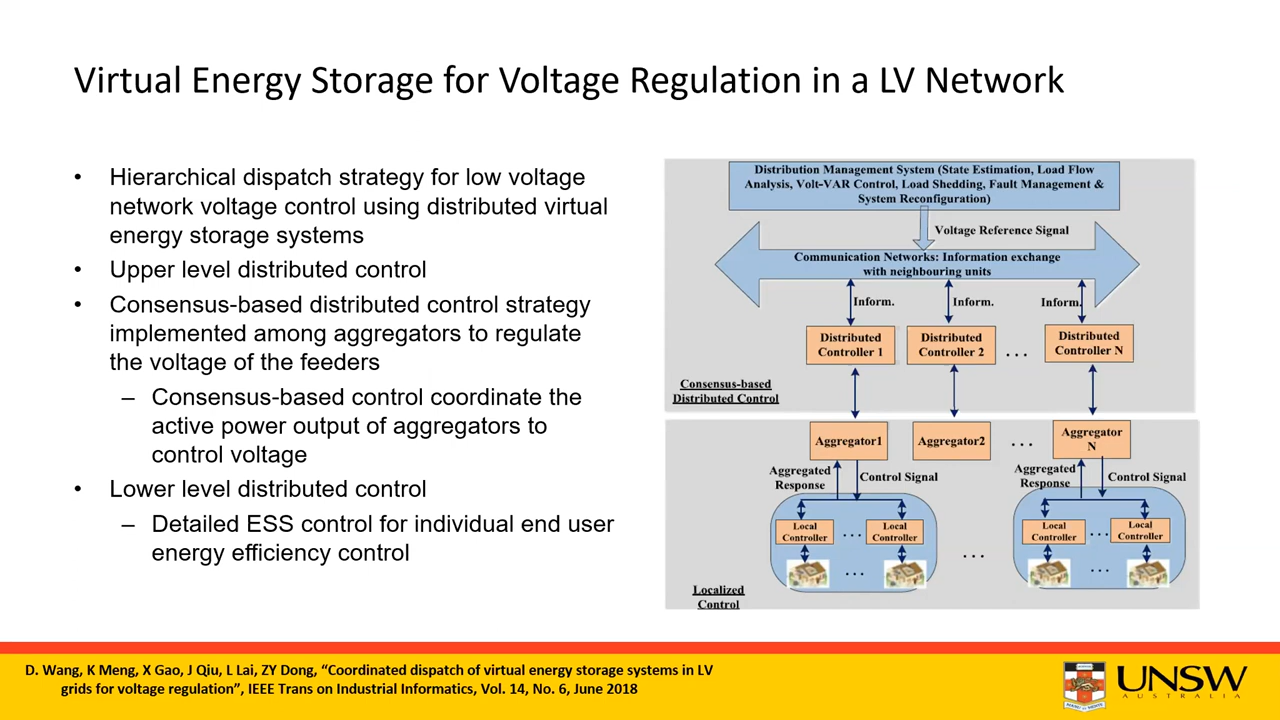 Virtual Energy Storage for Voltage Regulation in a LV Network
• Hierarchical dispatch strategy for low voltage
network voltage control using distributed virtual
energy storage systems
• Upper level distributed control
• Consensus-based distributed control strategy
implemented among aggregators to regulate
the voltage of the feeders
– Consensus-based control coordinate the
active power output of aggregators to
control voltage
• Lower level distributed control
– Detailed ESS control for individual end user
energy efficiency control
Distribution Management System (State Estimation, Load Flow
Analysis, Volt-VAR Control, Load Shedding, Fault Management &
System Reconfiguration)
Voltage Reference Signal
Communication Networks: Information exchange
with neighbouring units
Inform. Inform. Inform.
Distributed Distributed Distributed
Controller 1 Controller 2 ... Controller N
Consensus-based
Distributed Control
Aggregator1 Aggregator2 ... Aggregator
N
Aggregated Control Signal Aggregated Control Signal
Response Response
Local ... Local Local ... Local
Controller Controller Controller Controller
... ... ...
Localized
Control
D. Wang, K Meng, X Gao, J Qiu, L Lai, ZY Dong, “Coordinated dispatch of virtual energy storage systems in LV
grids for voltage regulation”, IEEE Trans on Industrial Informatics, Vol. 14, No. 6, June 2018
UNSW
AUSTRALIA